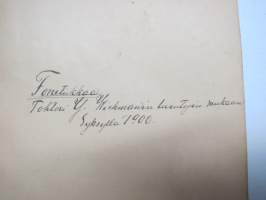 Fonetiikkaa
Tohtori Y. Wichmannin luentojen mukaan
Syksyllä 1900.